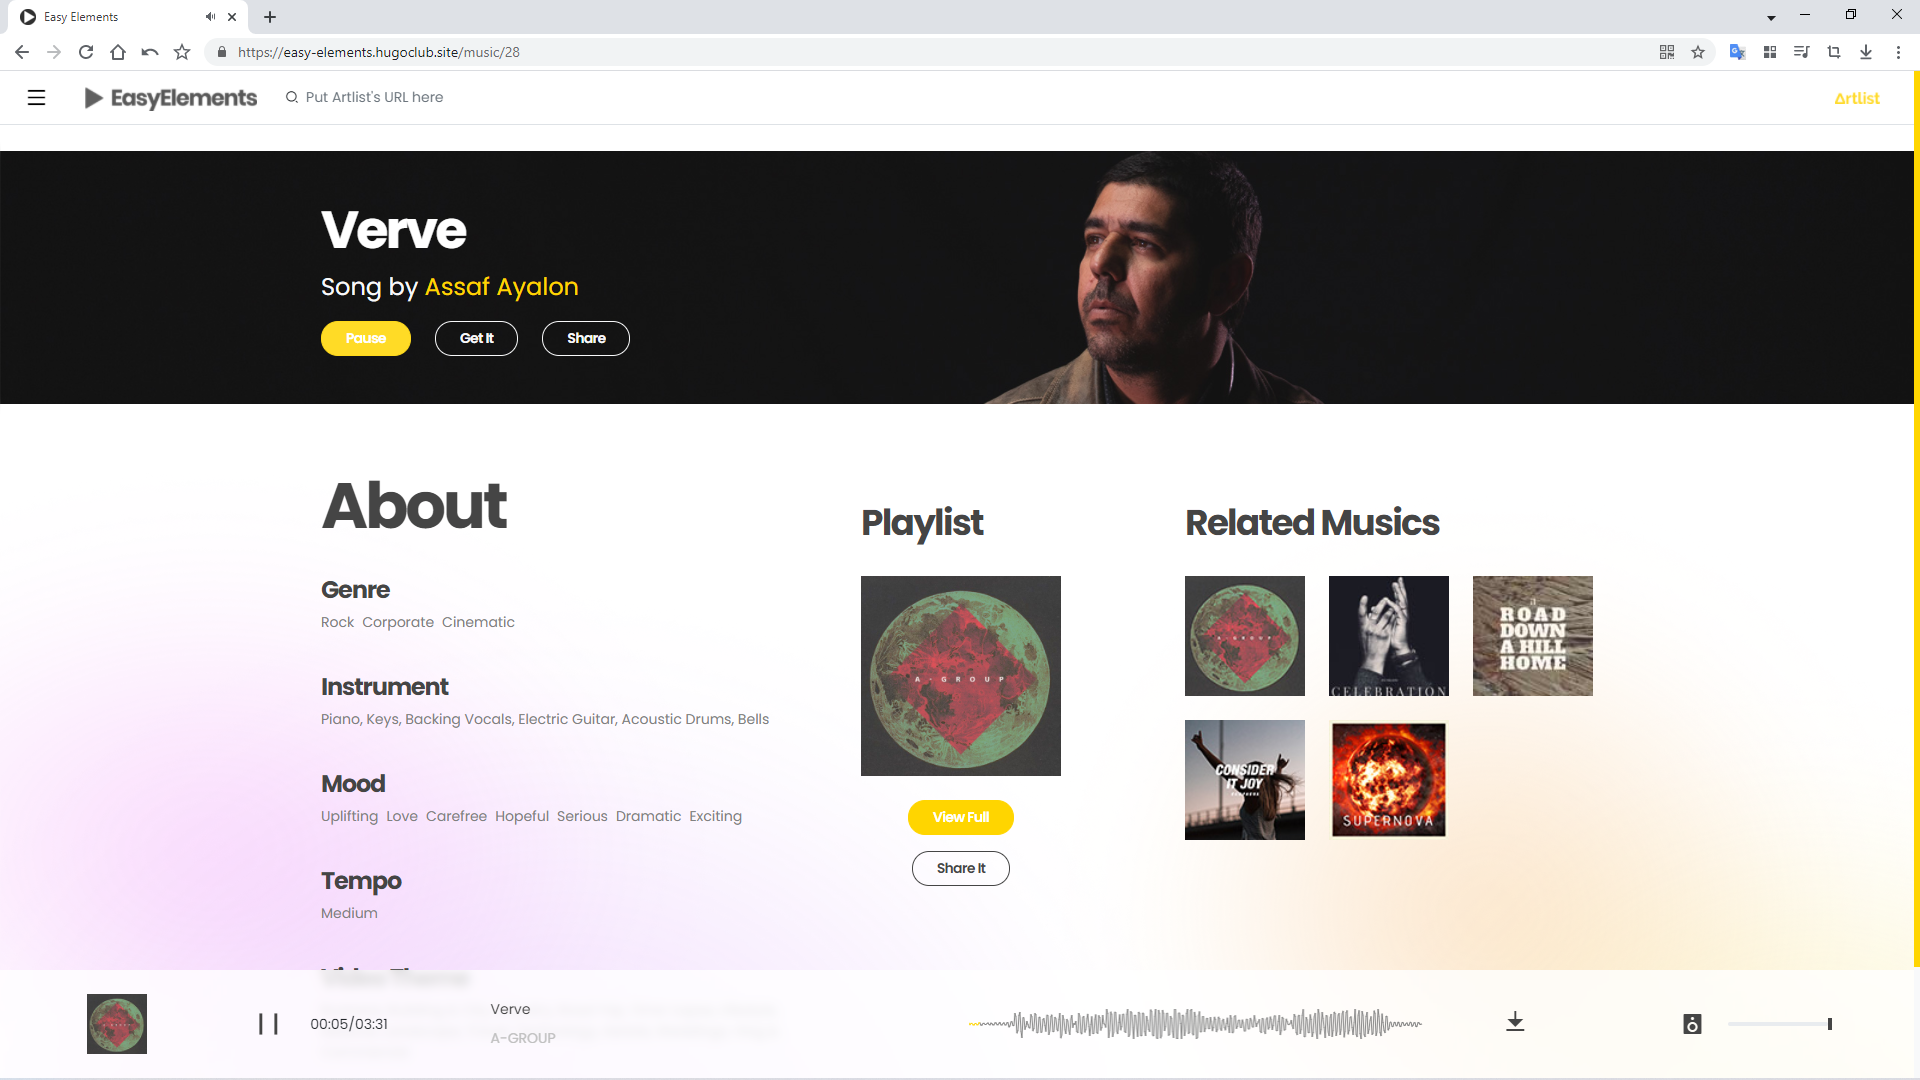 Easy Elements
https://easy-elements.hugoclub.site/music/28
EasyElements
Put Artlist's URL here
Artlist
Verve
Song by Assaf Ayalon
Pause
Get It
Share
About
Genre
Rock Corporate Cinematic
Instrument
Piano, Keys, Backing Vocals, Electric Guitar, Acoustic Drums, Bells
Mood
Uplifting Love Carefree Hopeful Serious Dramatic Exciting
Tempo
Medium
Playlist
A-GROUP
View Full
Share It
Related Musics
A-GROUP
CELEBRATION
a
ROAD
DOWN
A HILL
HOME
CONSIDER
IT JOY
SUPERNOVA
00:05/03:31
Verve
A-GROUP